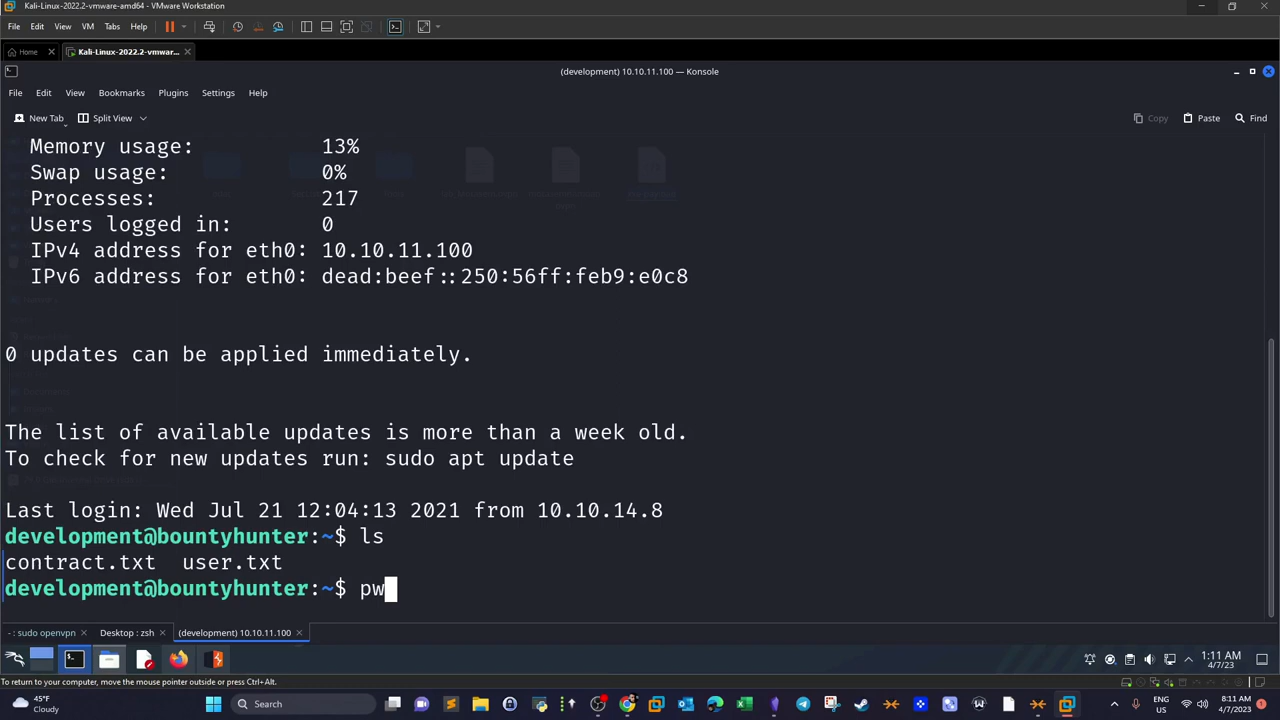 Kali-Linux-2022.2-vmware-amd64 - VMware Workstation
File Edit View VM Tabs Help
Home Kali-Linux-2022.2-vmwar...
(development) 10.10.11.100 — Konsole
File Edit View Bookmarks Plugins Settings Help
New Tab Split View Copy Paste Find
Memory usage: 13%
Swap usage: 0%
Processes: 217
Users logged in: 0
IPv4 address for eth0: 10.10.11.100
IPv6 address for eth0: dead:beef::250:56ff:feb9:e0c8
0 updates can be applied immediately.
The list of available updates is more than a week old.
To check for new updates run: sudo apt update
Last login: Wed Jul 21 12:04:13 2021 from 10.10.14.8
development@bountyhunter:~$ ls
contract.txt user.txt
development@bountyhunter:~$ pw
- : sudo openvpn Desktop : zsh (development) 10.10.11.100
1:11 AM
4/7/23
To return to your computer, move the mouse pointer outside or press Ctrl+Alt.
45°F
Cloudy
Search
ENG
US
8:11 AM
4/7/2023